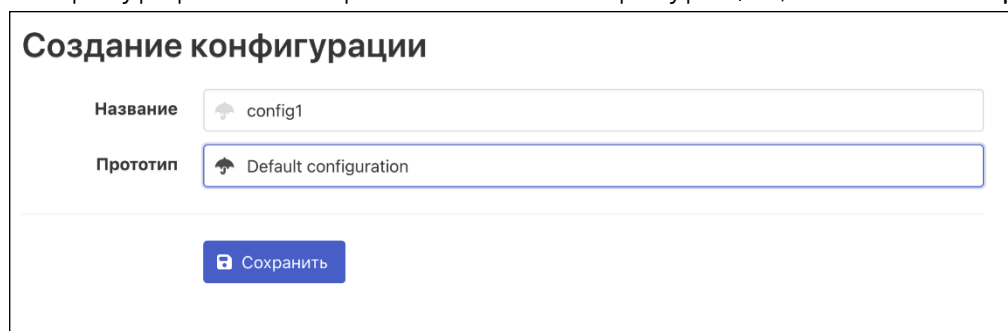 Создание конфигурации
Название config1
Прототип Default configuration
Сохранить